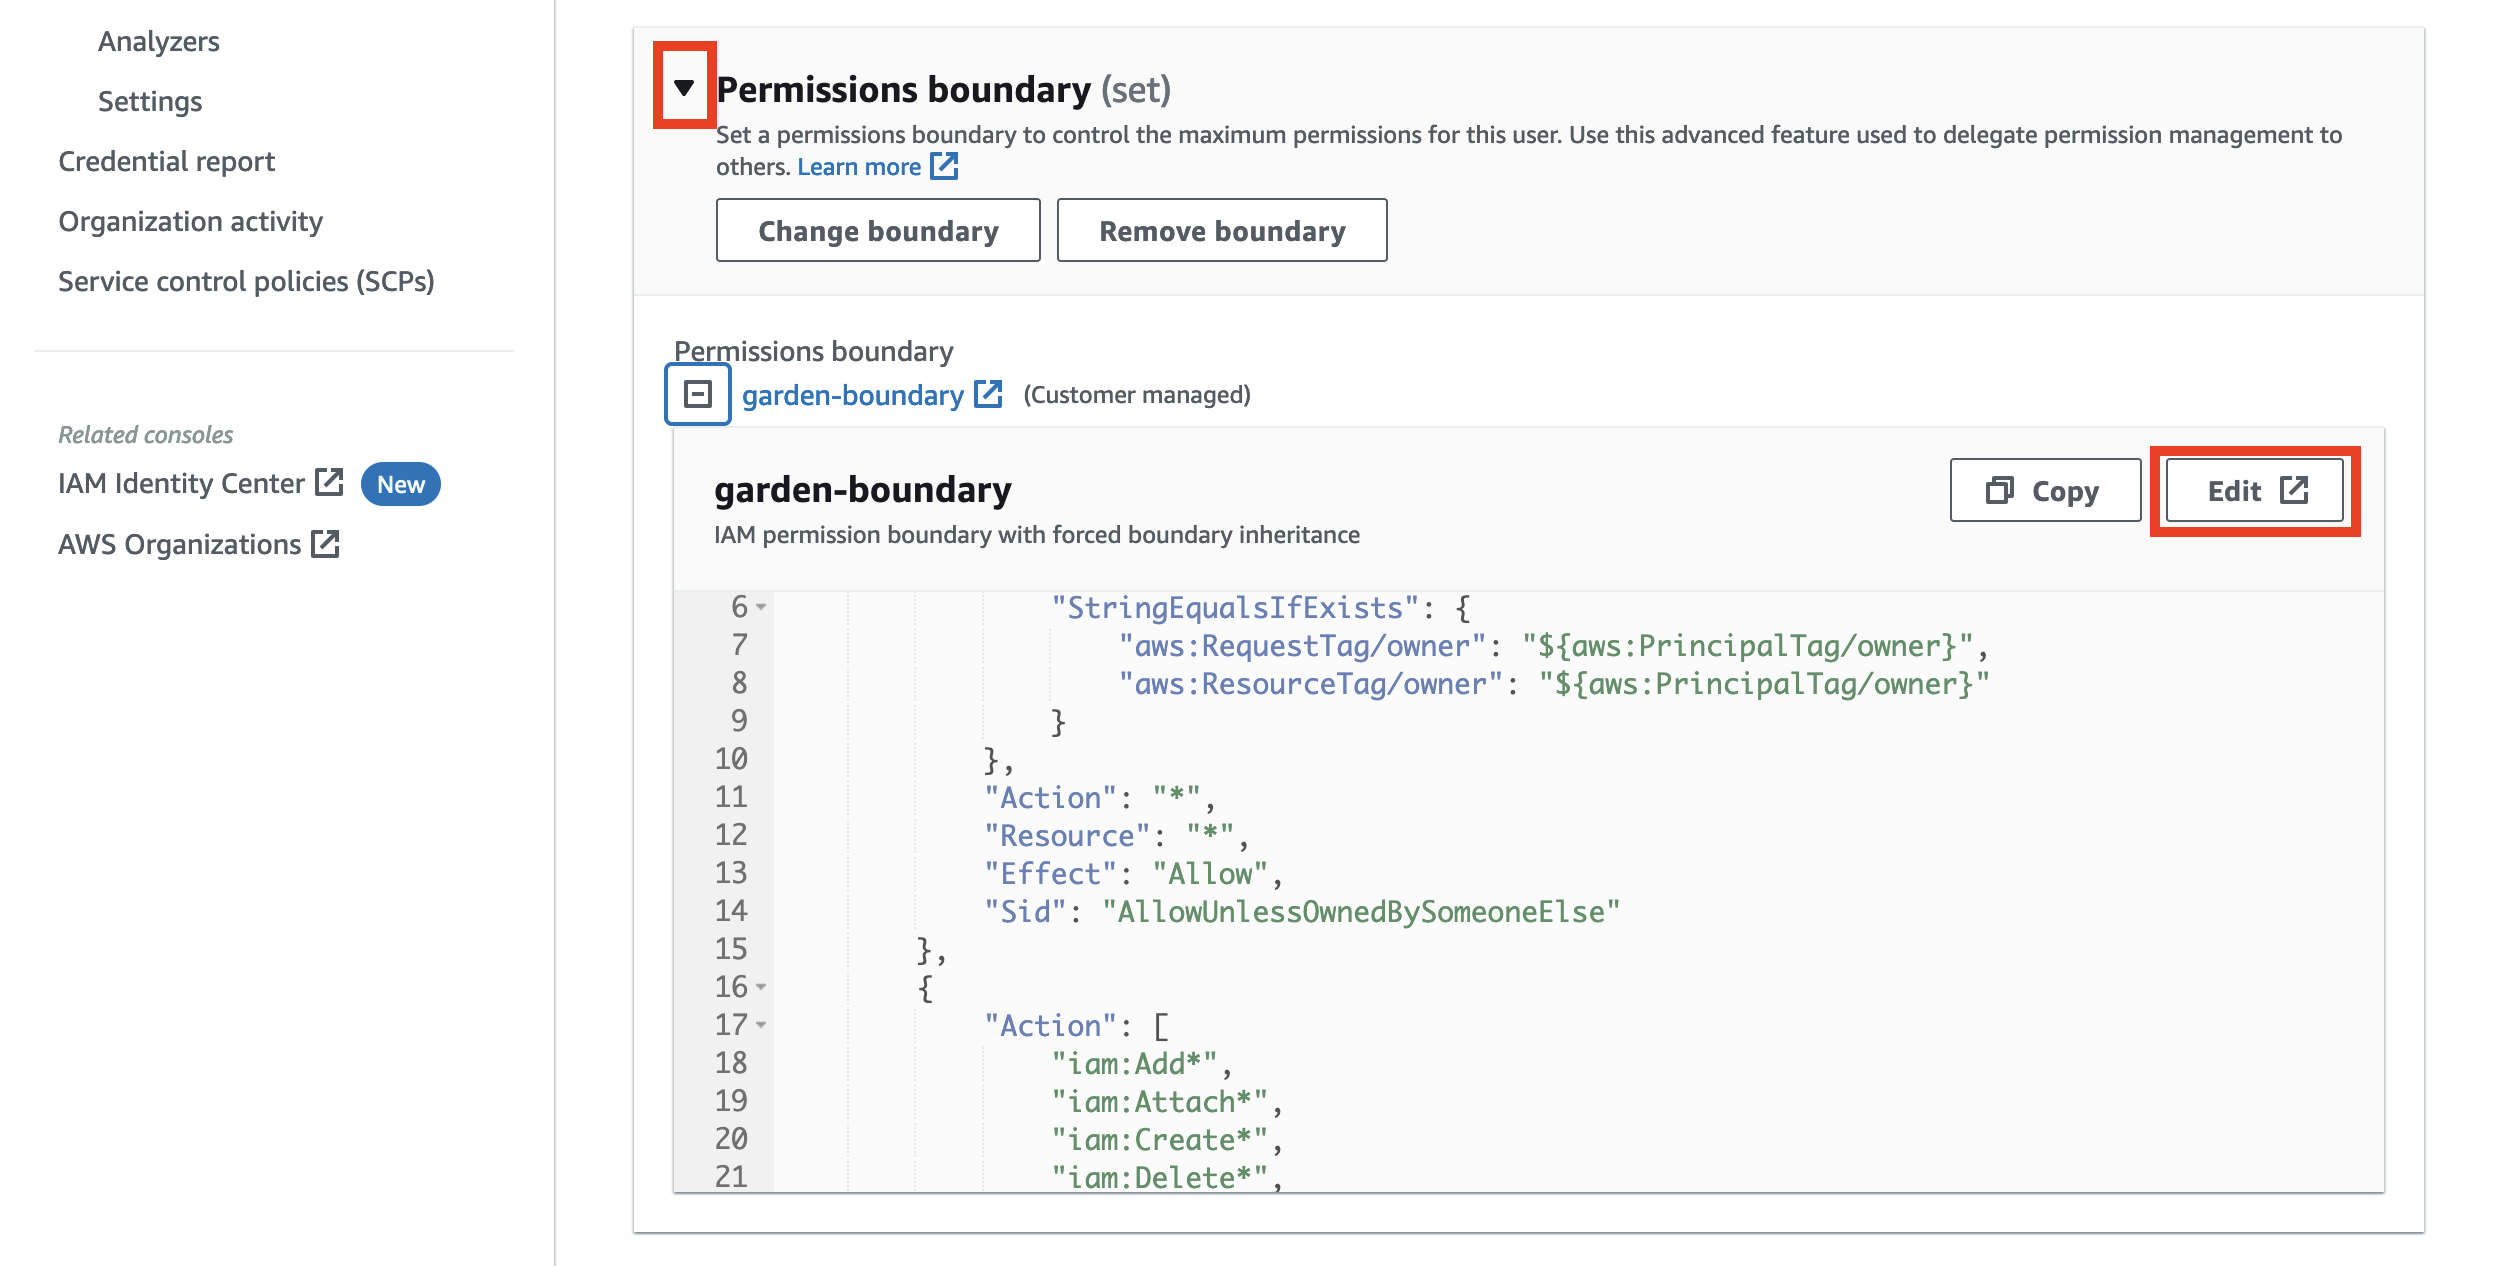 Analyzers
Settings
Credential report
Organization activity
Service control policies (SCPs)
Related consoles
IAM Identity Center New
AWS Organizations
Permissions boundary (set)
Set a permissions boundary to control the maximum permissions for this user. Use this advanced feature used to delegate permission management to
others. Learn more
Change boundary Remove boundary
Permissions boundary
garden-boundary (Customer managed)
garden-boundary
IAM permission boundary with forced boundary inheritance
Copy Edit
6 "StringEqualsIfExists": {
7 "aws:RequestTag/owner": "${aws:PrincipalTag/owner}",
8 "aws:ResourceTag/owner": "${aws:PrincipalTag/owner}"
9 }
10 },
11 "Action": "*",
12 "Resource": "*",
13 "Effect": "Allow",
14 "Sid": "AllowUnlessOwnedBySomeoneElse"
15 },
16 {
17 "Action": [
18 "iam:Add*",
19 "iam:Attach*",
20 "iam:Create*",
21 "iam:Delete*",